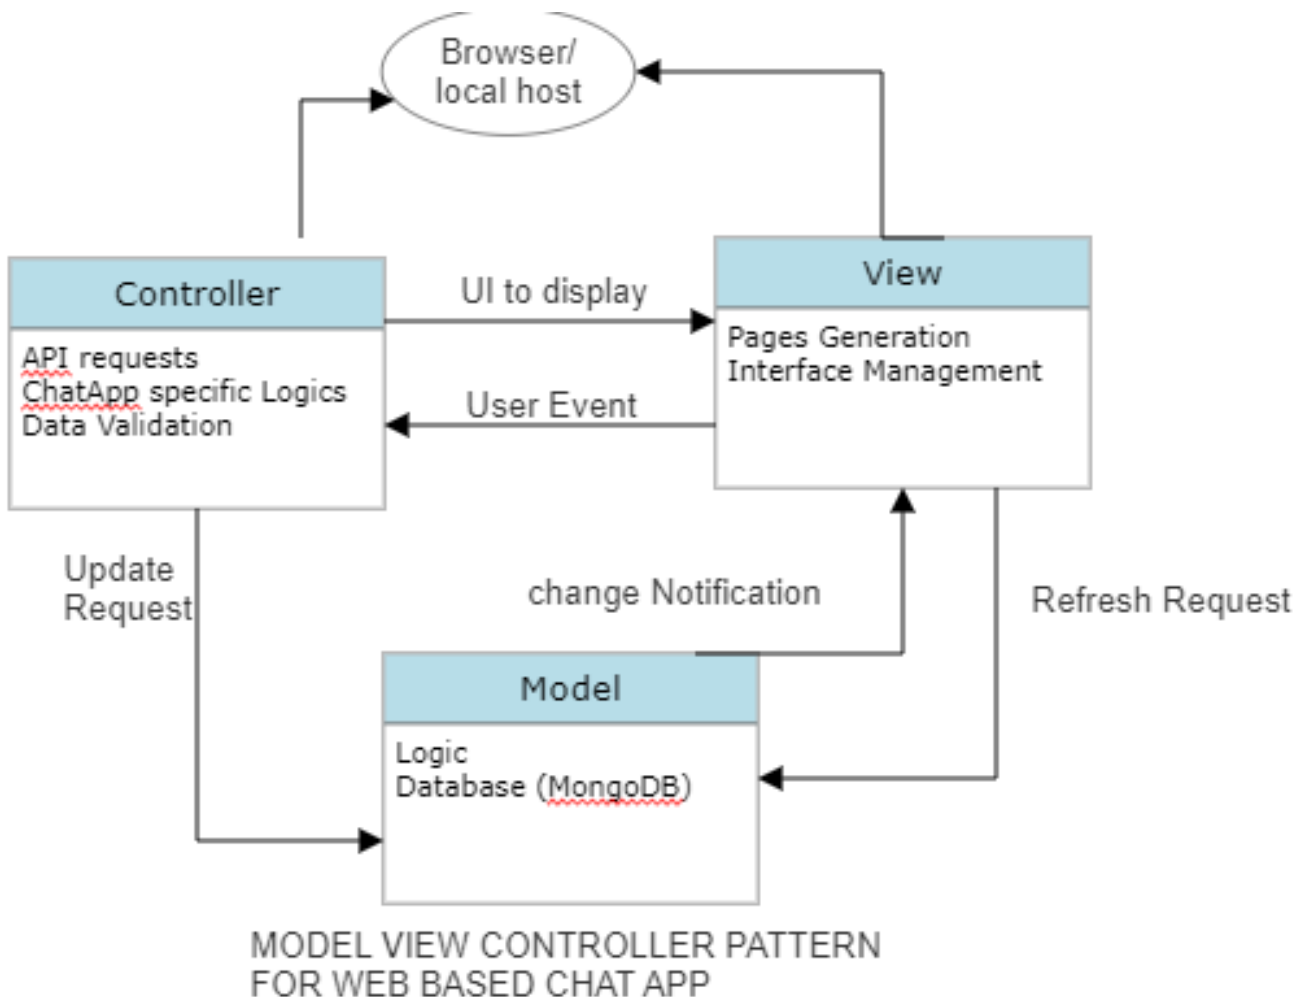 Browser/
local host
Controller
API requests
ChatApp specific Logics
Data Validation
UI to display
User Event
View
Pages Generation
Interface Management
Update
Request
change Notification
Refresh Request
Model
Logic
Database (MongoDB)
MODEL VIEW CONTROLLER PATTERN
FOR WEB BASED CHAT APP